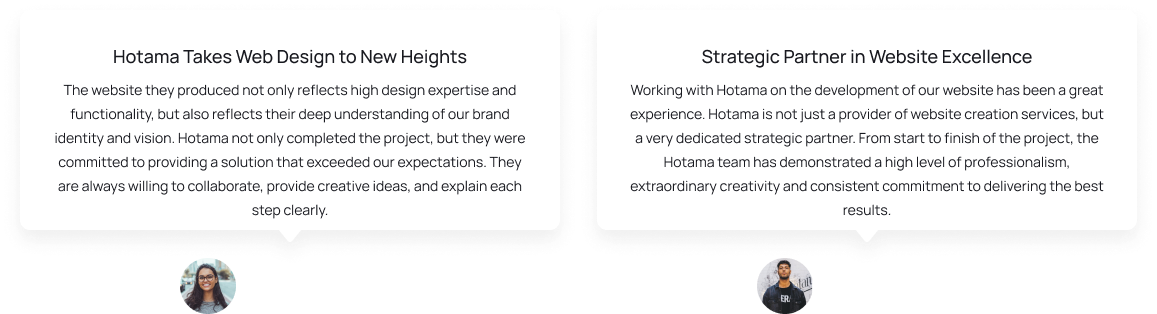 Hotama Takes Web Design to New Heights
The website they produced not only reflects high design expertise and
functionality, but also reflects their deep understanding of our brand
identity and vision. Hotama not only completed the project, but they were
committed to providing a solution that exceeded our expectations. They
are always willing to collaborate, provide creative ideas, and explain each
step clearly.
Strategic Partner in Website Excellence
Working with Hotama on the development of our website has been a great
experience. Hotama is not just a provider of website creation services, but
a very dedicated strategic partner. From start to finish of the project, the
Hotama team has demonstrated a high level of professionalism,
extraordinary creativity and consistent commitment to delivering the best
results.